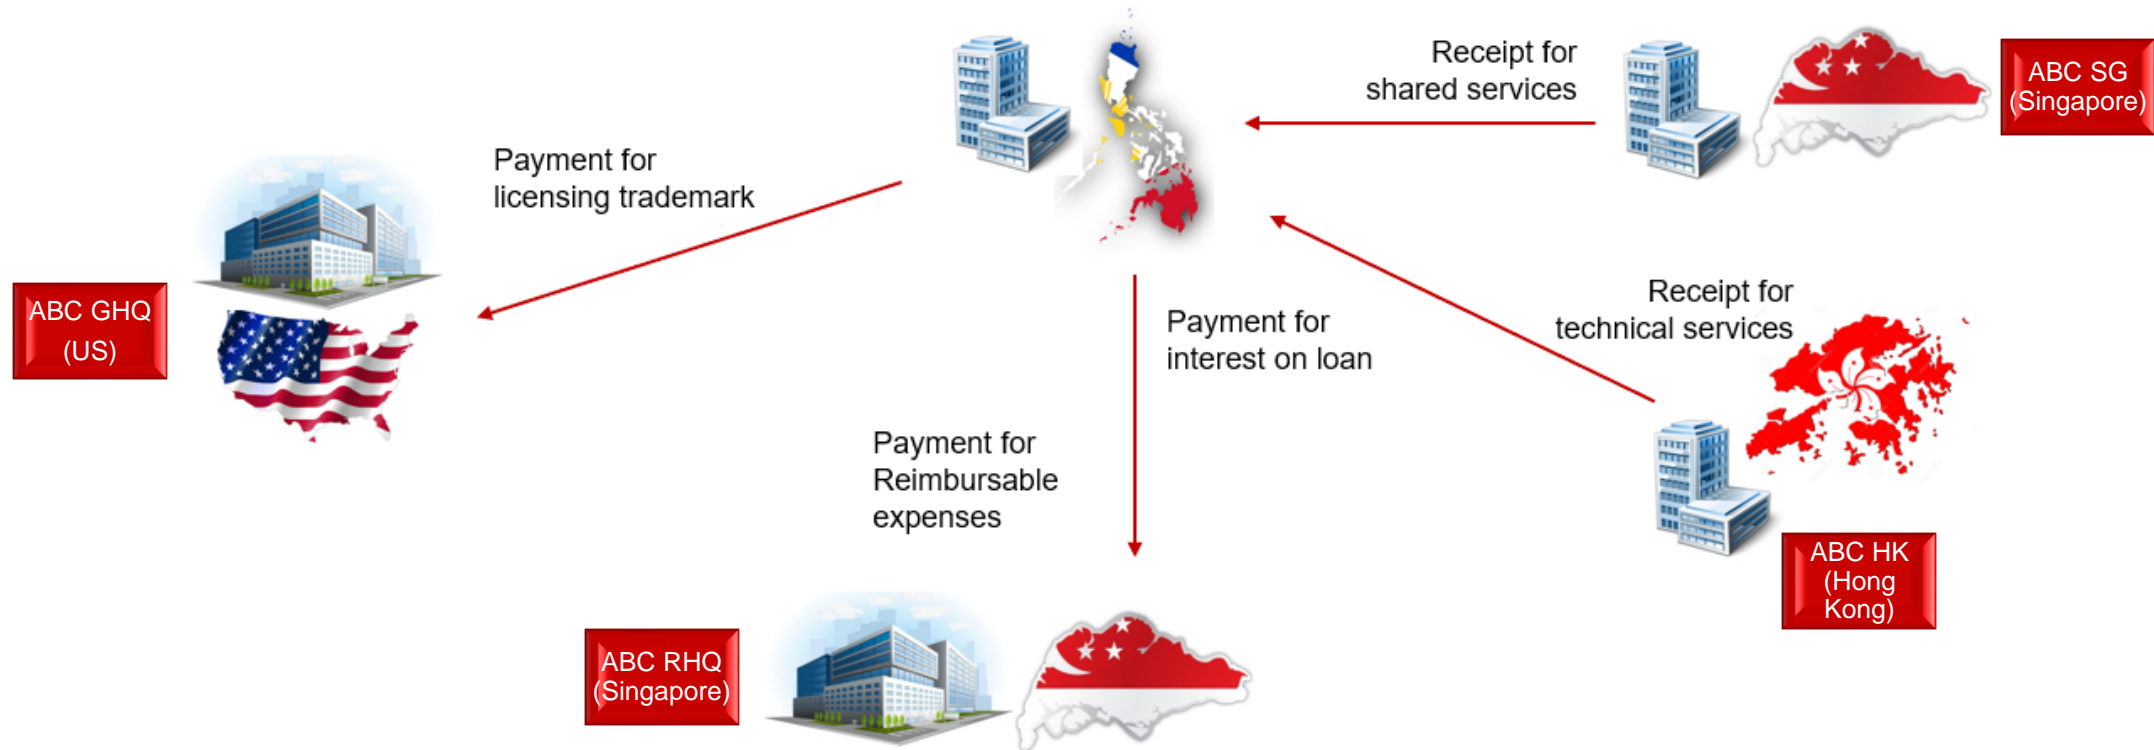 Receipt for
shared services
ABC SG
(Singapore)
Payment for
licensing trademark
ABC GHQ
(US)
Receipt for
technical services
Payment for
interest on loan
Payment for
Reimbursable
expenses
ABC HK
(Hong
Kong)
ABC RHQ
(Singapore)